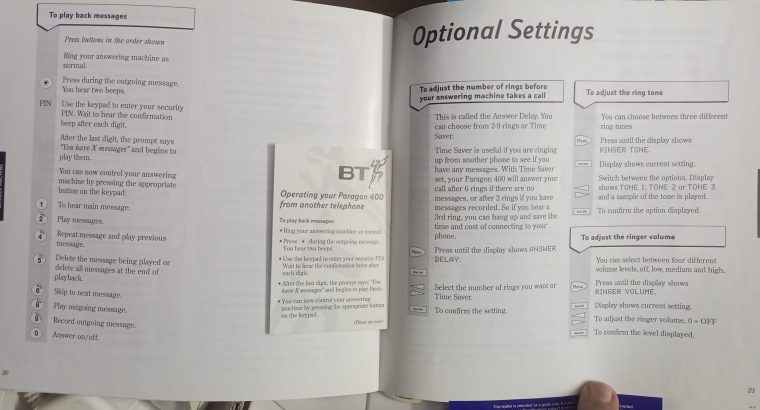 To play back messages
Press buttons in the order shown
Ring your answering machine as
normal.
Press during the outgoing message.
You hear two beeps.
PIN Use the keypad to enter your security
PIN. Wait to hear the confirmation
beep after each digit.
After the last digit, the prompt says
"You have X messages" and begins to
play them.
You can now control your answering
machine by pressing the appropriate
button on the keypad:
1 To hear main message.
2 Play messages.
4 Repeat message and play previous
message.
5 Delete the message being played or
delete all messages at the end of
playback.
6 Skip to next message.
8 Play outgoing message.
9 Record outgoing message.
0 Answer on/off.
20
BT
Operating your Paragon 400
from another telephone
To play back messages:
• Ring your answering machine as normal.
• Press * during the outgoing message.
You hear two beeps.
• Use the keypad to enter your security PIN.
Wait to hear the confirmation beep after
each digit.
• After the last digit, the prompt says: "You
have X messages" and begins to play them.
• You can now control your answering
machine by pressing the appropriate button
on the keypad.
(Please see over)
Optional Settings
To adjust the number of rings before
your answering machine takes a call
This is called the Answer Delay. You
can choose from 2-9 rings or Time
Saver.
Time Saver is useful if you are ringing
up from another phone to see if you
have any messages. With Time Saver
set, your Paragon 400 will answer your
call after 6 rings if there are no
messages, or after 2 rings if you have
messages recorded. So if you hear a
3rd ring, you can hang up and save the
time and cost of connecting to your
phone.
Menu Press until the display shows ANSWER
DELAY.
Select the number of rings you want or
Time Saver.
To confirm the setting.
To adjust the ring tone
You can choose between three different
ring tones
Menu Press until the display shows
RINGER TONE.
Display shows current setting.
Switch between the options. Display
shows TONE 1, TONE 2 or TONE 3
and a sample of the tone is played.
To confirm the option displayed.
To adjust the ringer volume
You can select between four different
volume levels, off, low, medium and high.
Menu Press until the display shows
RINGER VOLUME.
Display shows current setting.
To adjust the ringer volume. 0 = OFF
To confirm the level displayed.
21